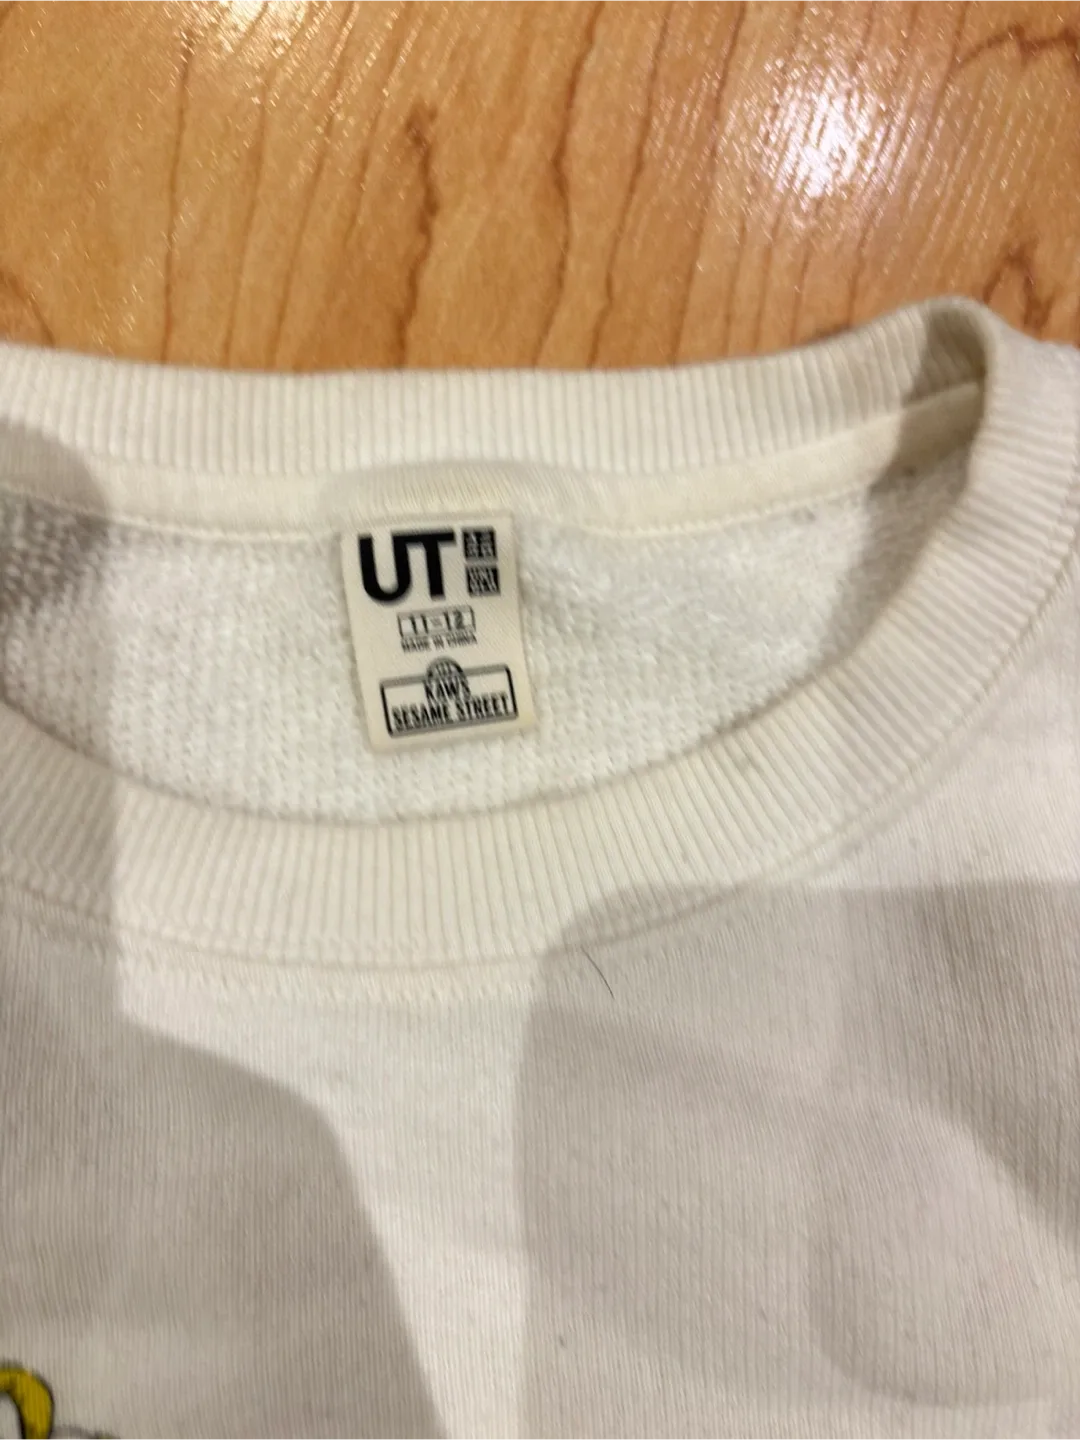 UT
11-12
MADE IN CHINA
KAWS
SESAME STREET